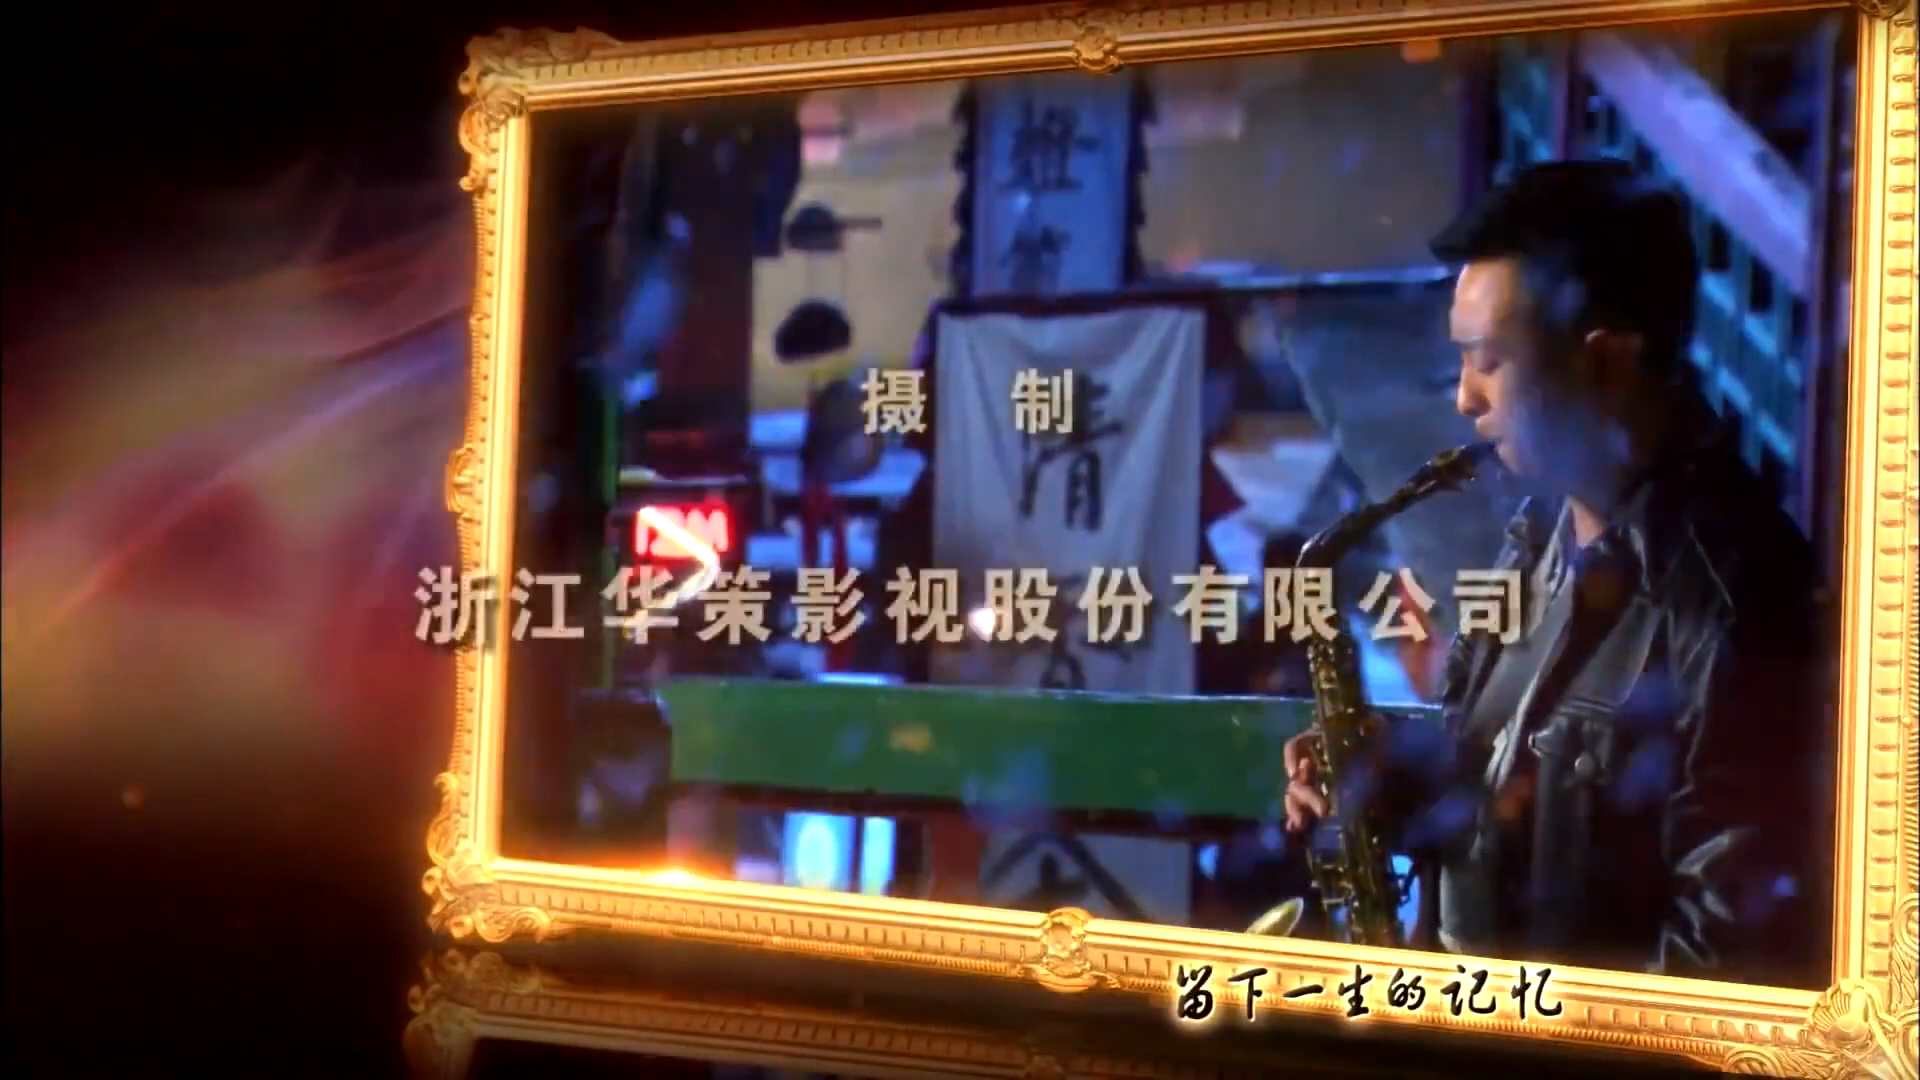 摄 制
清
浙江华策影视股份有限公司
留下一生的记忆